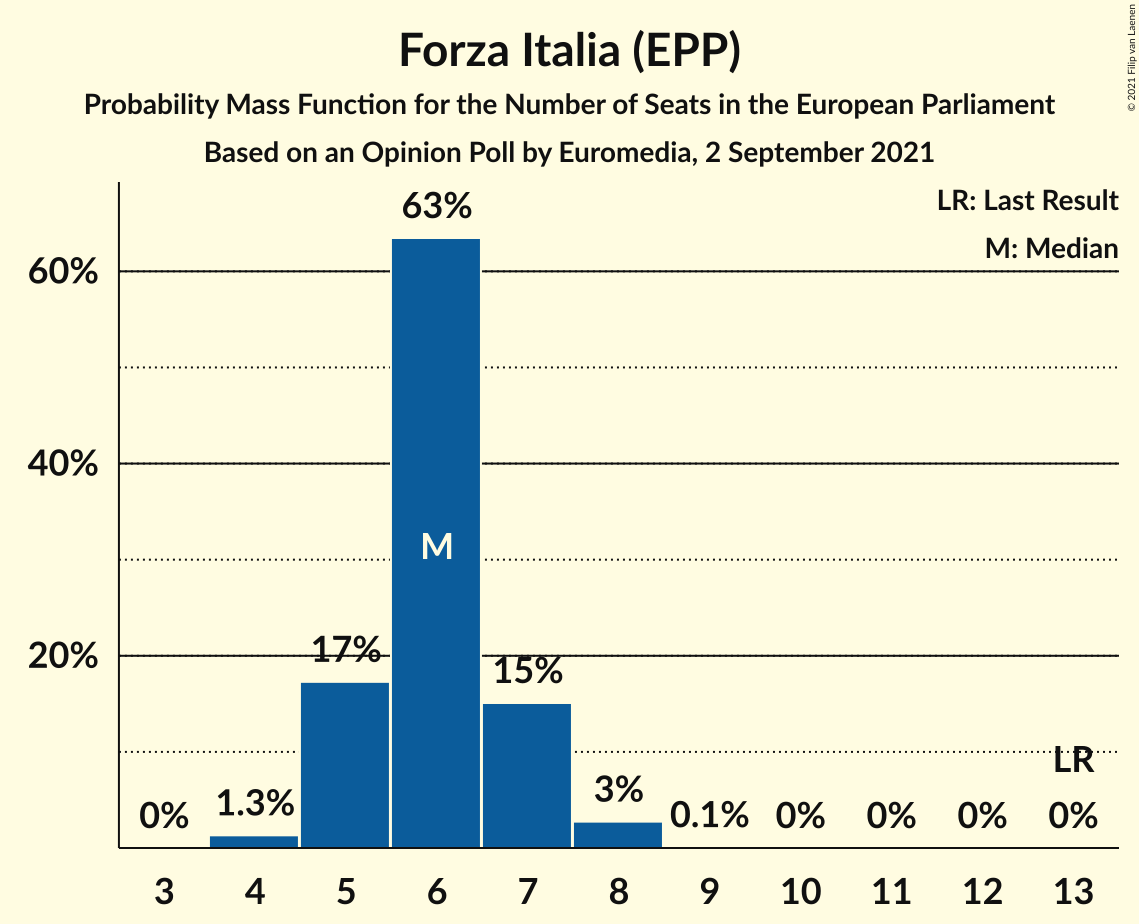 Forza Italia (EPP)
Probability Mass Function for the Number of Seats in the European Parliament
Based on an Opinion Poll by Euromedia, 2 September 2021
© 2021 Filip van Laenen
LR: Last Result
M: Median
63%
60%
40%
M
20%
17%
15%
LR
0%
1.3%
3%
0.1%
0%
0%
0%
0%
3 4 5 6 7 8 9 10 11 12 13